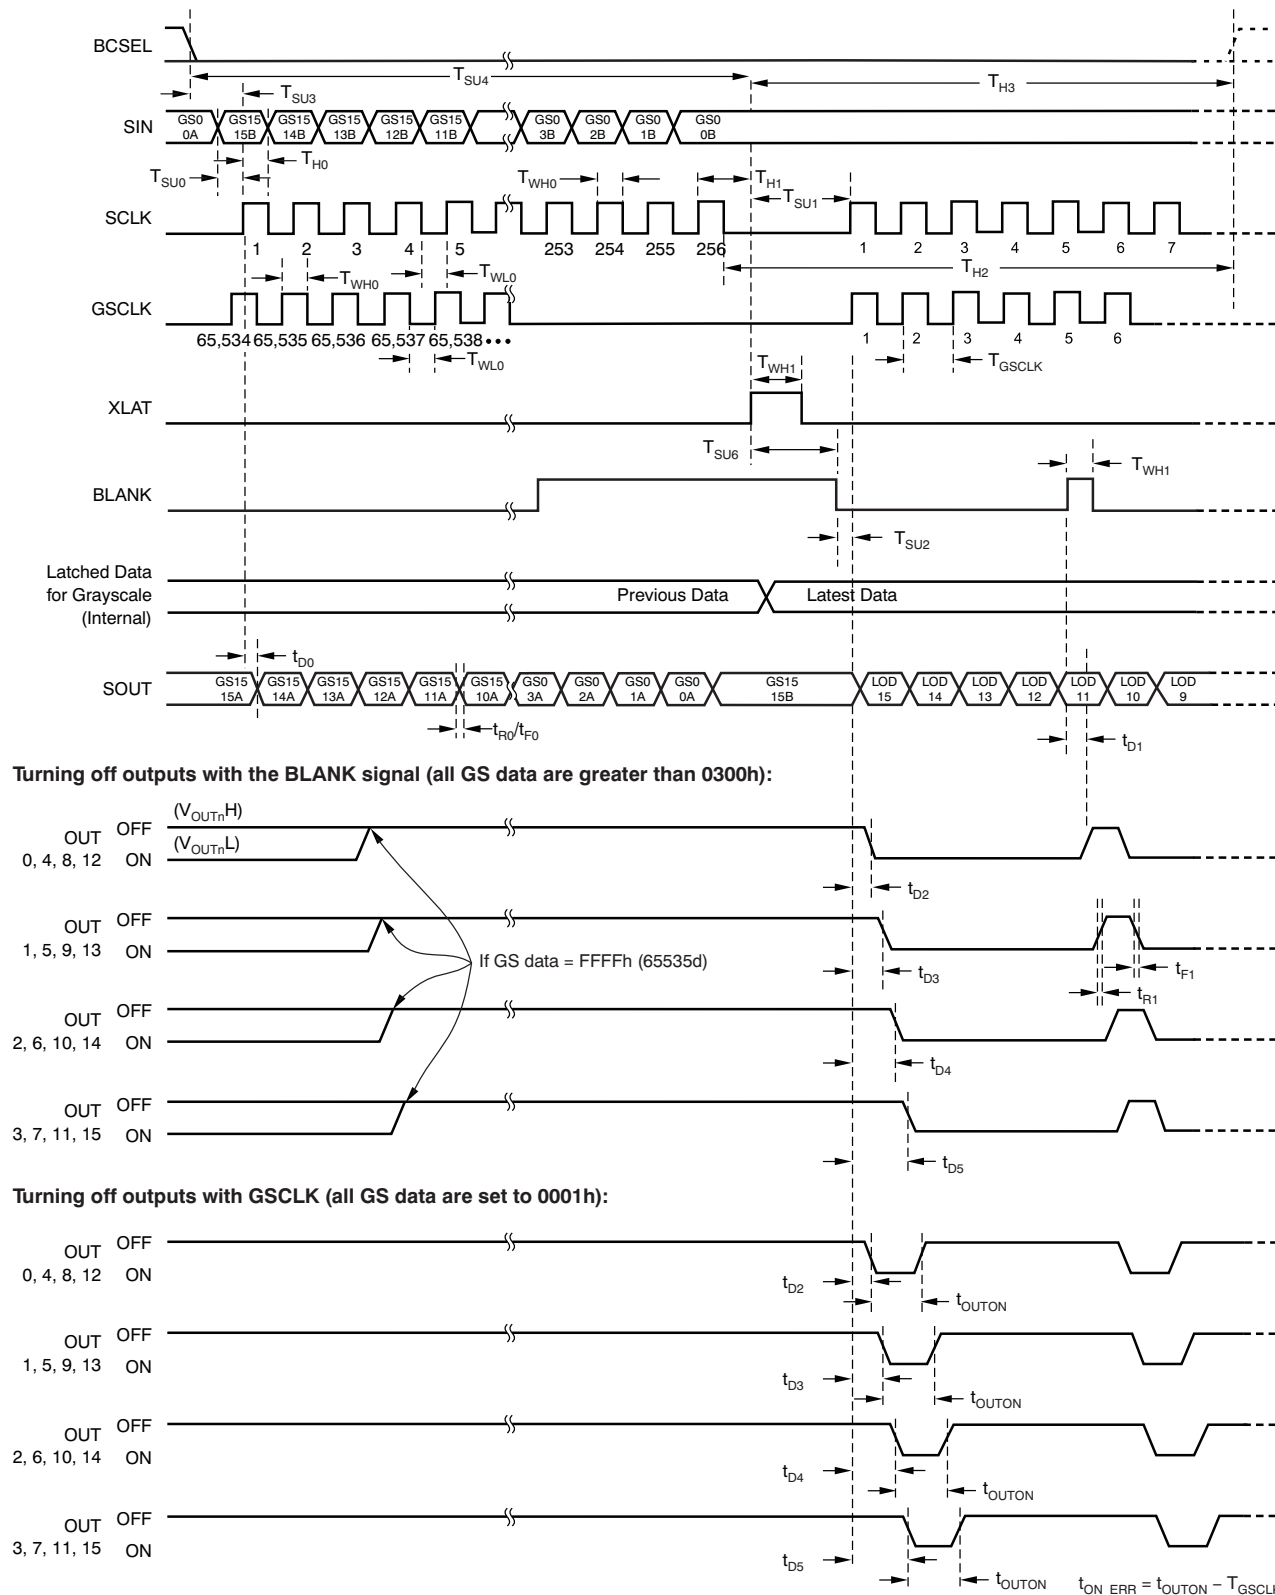 BCSEL
T_SU4
T_H3
T_SU3
SIN
GS0 0A
GS15 15B
GS15 14B
GS15 13B
GS15 12B
GS15 11B
GS0 3B
GS0 2B
GS0 1B
GS0 0B
T_H0
T_SU0
T_WH0
T_H1
T_SU1
SCLK
1 2 3 4 5 253 254 255 256 1 2 3 4 5 6 7
T_WH0
T_WL0
T_H2
GSCLK
65,534 65,535 65,536 65,537 65,538 ••• 1 2 3 4 5 6
T_WL0
T_WH1
T_GSCLK
XLAT
T_SU6
T_WH1
BLANK
T_SU2
Latched Data
for Grayscale
(Internal)
Previous Data
Latest Data
t_D0
SOUT
GS15 15A
GS15 14A
GS15 13A
GS15 12A
GS15 11A
GS15 10A
GS0 3A
GS0 2A
GS0 1A
GS0 0A
GS15 15B
LOD 15
LOD 14
LOD 13
LOD 12
LOD 11
LOD 10
LOD 9
t_R0/t_F0
t_D1
Turning off outputs with the BLANK signal (all GS data are greater than 0300h):
(V_OUTnH)
OUT OFF
(V_OUTnL)
0, 4, 8, 12 ON
t_D2
OUT OFF
1, 5, 9, 13 ON
If GS data = FFFFh (65535d)
t_D3
t_F1
t_R1
OUT OFF
2, 6, 10, 14 ON
t_D4
OUT OFF
3, 7, 11, 15 ON
t_D5
Turning off outputs with GSCLK (all GS data are set to 0001h):
OUT OFF
0, 4, 8, 12 ON
t_D2
t_OUTON
OUT OFF
1, 5, 9, 13 ON
t_D3
t_OUTON
OUT OFF
2, 6, 10, 14 ON
t_D4
t_OUTON
OUT OFF
3, 7, 11, 15 ON
t_D5
t_OUTON
t_ON_ERR = t_OUTON – T_GSCLK